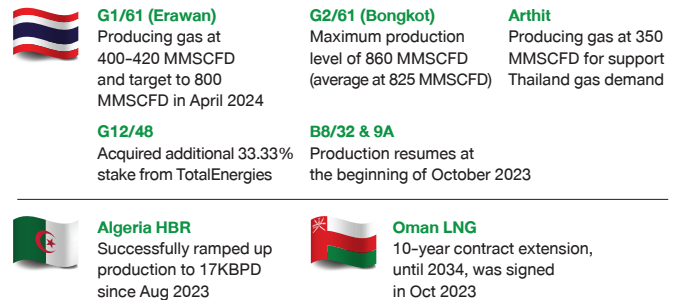 G1/61 (Erawan)
Producing gas at
400-420 MMSCFD
and target to 800
MMSCFD in April 2024
G2/61 (Bongkot)
Maximum production
level of 860 MMSCFD
(average at 825 MMSCFD)
Arthit
Producing gas at 350
MMSCFD for support
Thailand gas demand
G12/48
Acquired additional 33.33%
stake from TotalEnergies
B8/32 & 9A
Production resumes at
the beginning of October 2023
Algeria HBR
Successfully ramped up
production to 17KBPD
since Aug 2023
Oman LNG
10-year contract extension,
until 2034, was signed
in Oct 2023